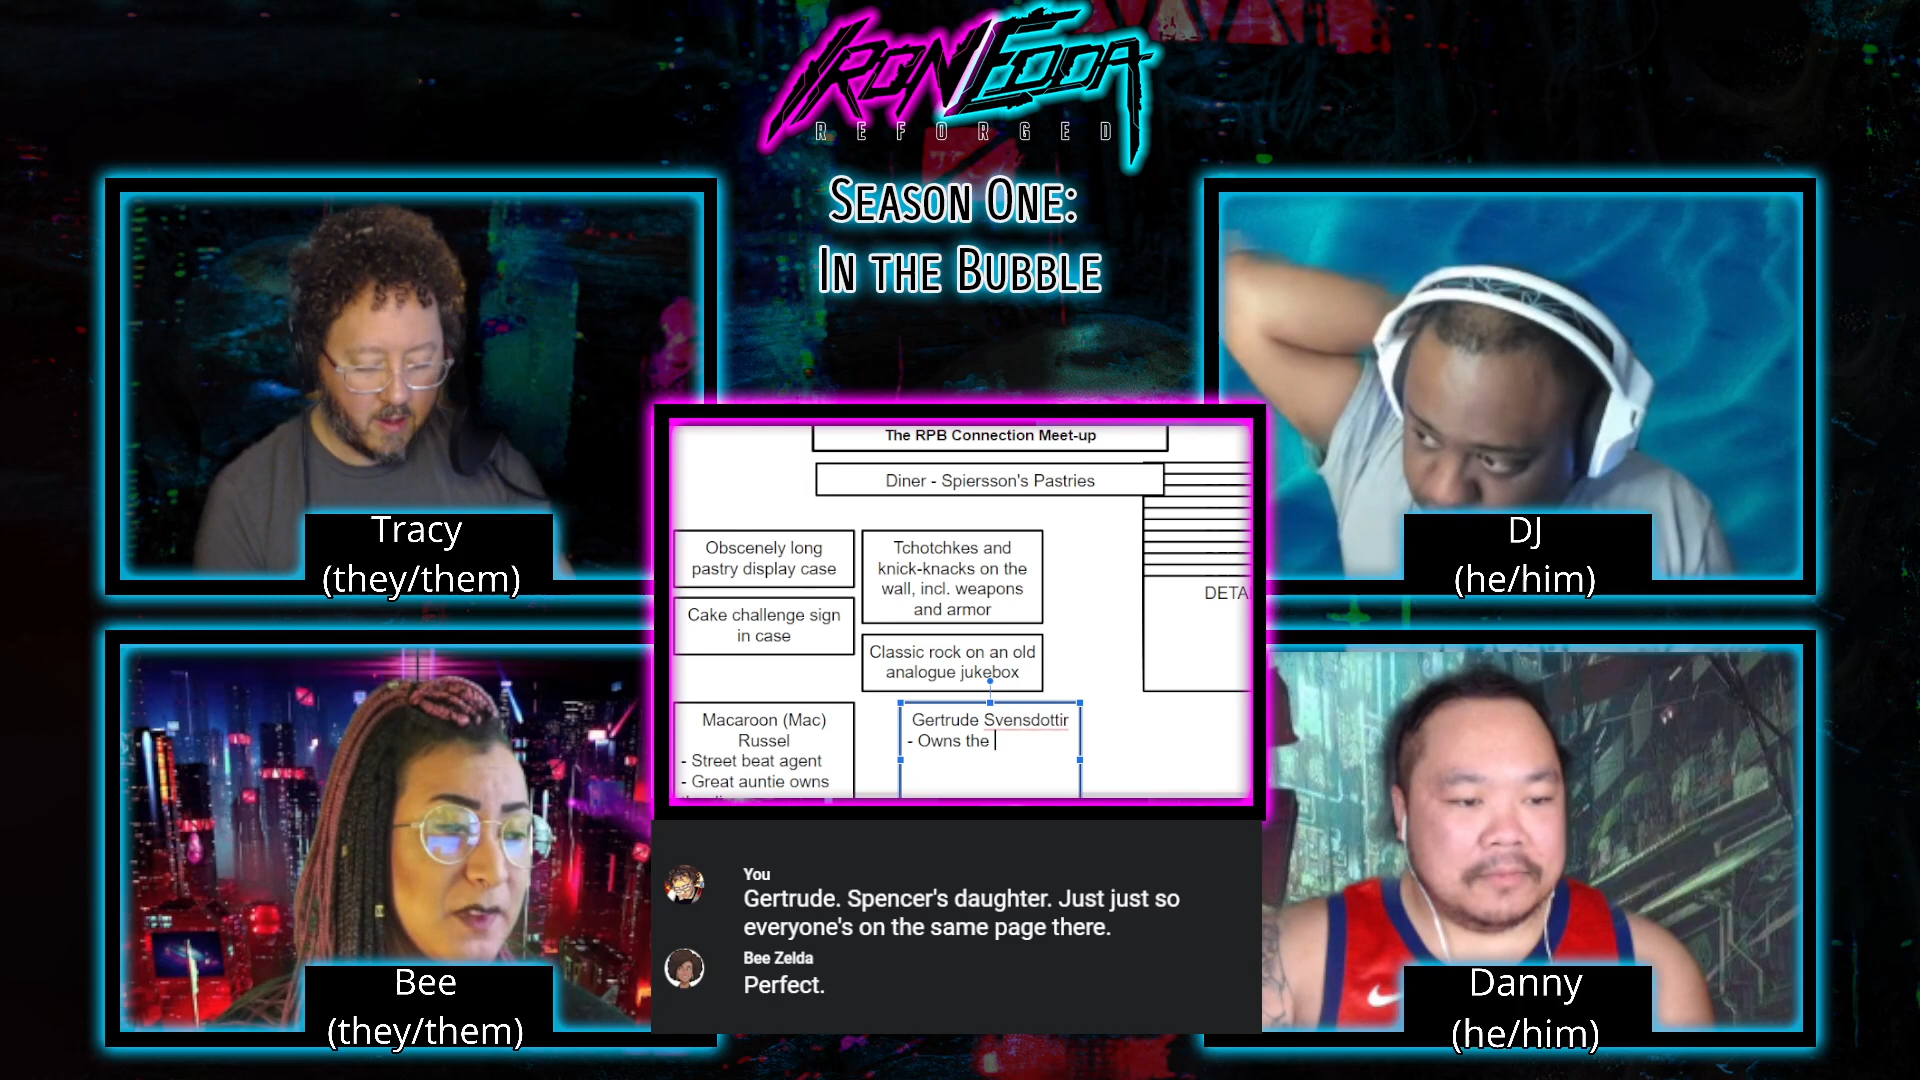 IRON EDDA
REFORGED
SEASON ONE:
IN THE BUBBLE
Tracy
(they/them)
DJ
(he/him)
The RPB Connection Meet-up
Diner - Spiersson's Pastries
Obscenely long
pastry display case
Tchotchkes and
knick-knacks on the
wall, incl. weapons
and armor
Cake challenge sign
in case
Classic rock on an old
analogue jukebox
DETA
Macaroon (Mac)
Russel
- Street beat agent
- Great auntie owns
Gertrude Svensdottir
- Owns the
You
Gertrude. Spencer's daughter. Just just so
everyone's on the same page there.
Bee Zelda
Perfect.
Bee
(they/them)
Danny
(he/him)